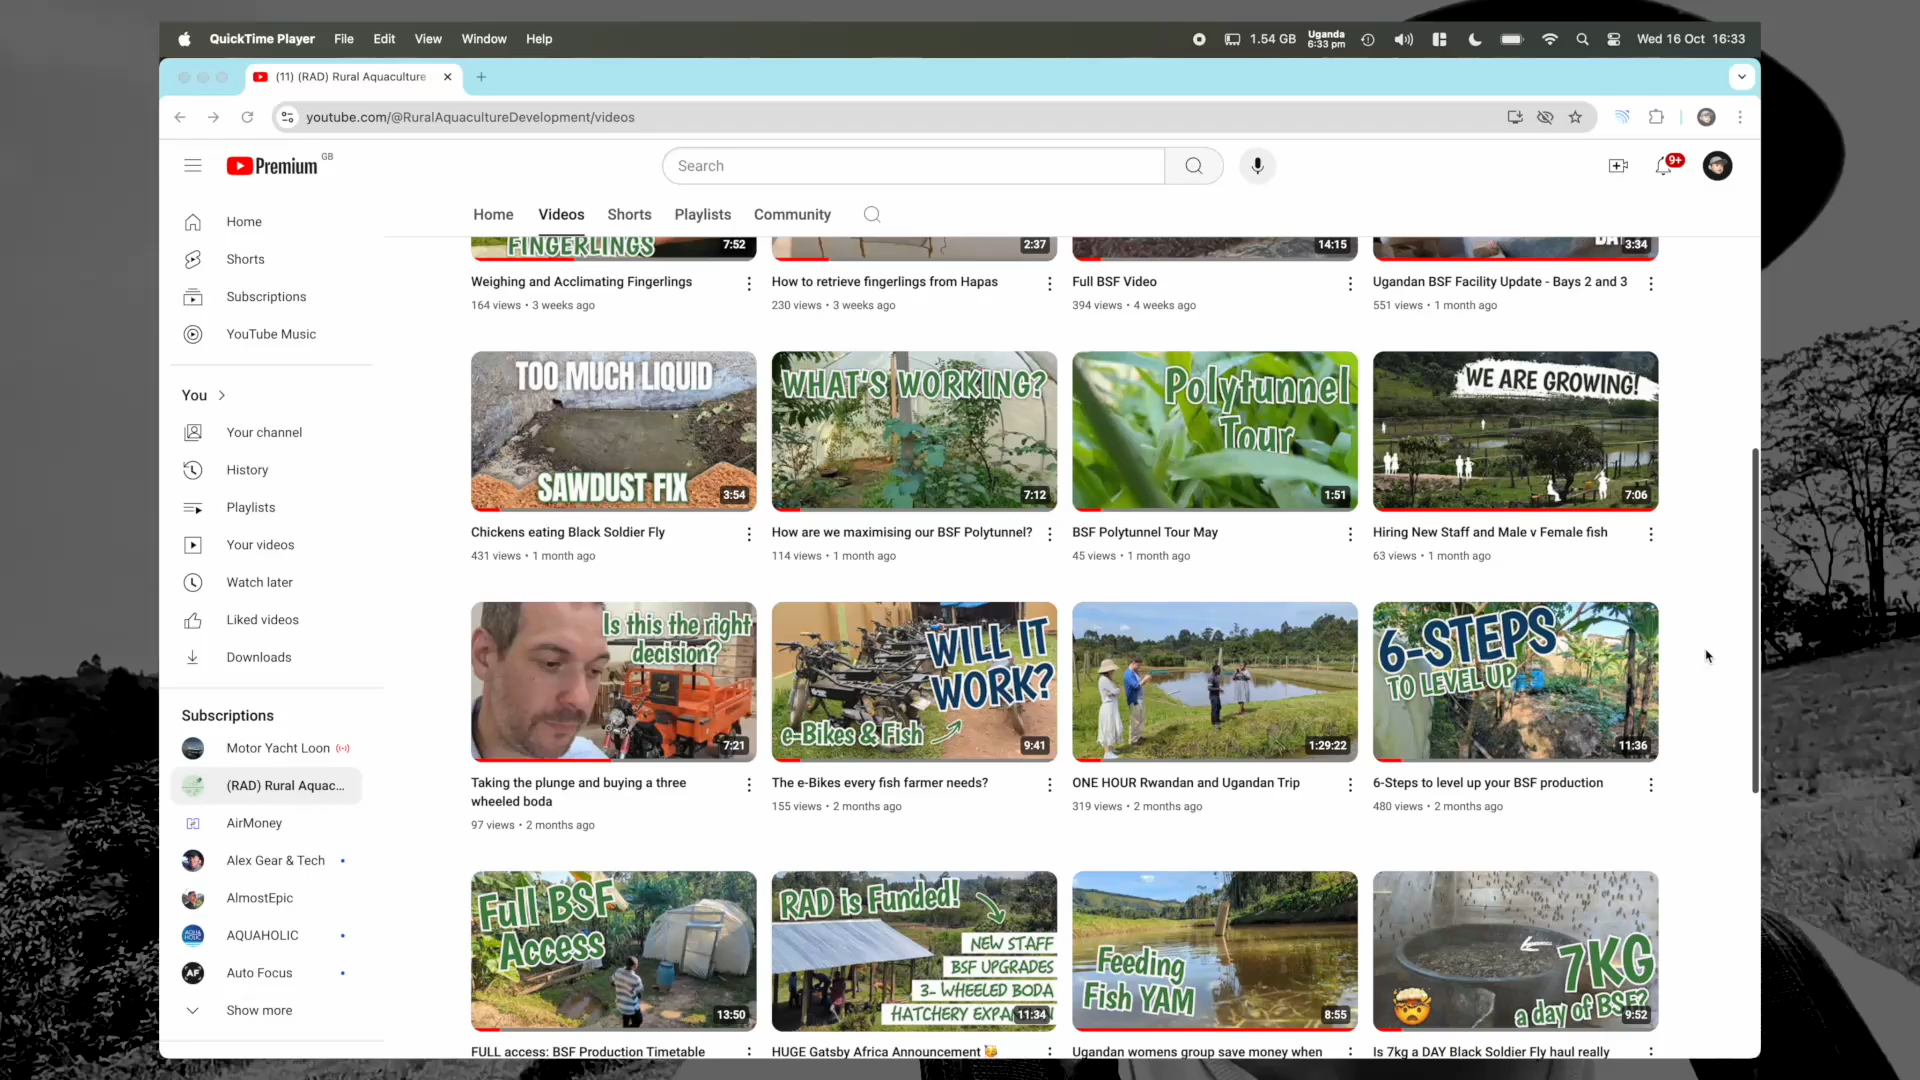 QuickTime Player File Edit View Window Help
1.54 GB Uganda 6:33 pm Wed 16 Oct 16:33
(11) (RAD) Rural Aquaculture
youtube.com/@RuralAquacultureDevelopment/videos
Premium GB
Search
9+
Home Videos Shorts Playlists Community
Home
Shorts
Subscriptions
YouTube Music
You
Your channel
History
Playlists
Your videos
Watch later
Liked videos
Downloads
Subscriptions
Motor Yacht Loon
(RAD) Rural Aquac...
AirMoney
Alex Gear & Tech
AlmostEpic
AQUAHOLIC
AF Auto Focus
Show more
FINGERLINGS
7:52
Weighing and Acclimating Fingerlings
164 views • 3 weeks ago
2:37
How to retrieve fingerlings from Hapas
230 views • 3 weeks ago
14:15
Full BSF Video
394 views • 4 weeks ago
3:34
Ugandan BSF Facility Update - Bays 2 and 3
551 views • 1 month ago
TOO MUCH LIQUID
SAWDUST FIX
3:54
Chickens eating Black Soldier Fly
431 views • 1 month ago
WHAT'S WORKING?
7:12
How are we maximising our BSF Polytunnel?
114 views • 1 month ago
Polytunnel
Tour
1:51
BSF Polytunnel Tour May
45 views • 1 month ago
WE ARE GROWING!
7:06
Hiring New Staff and Male v Female fish
63 views • 1 month ago
Is this the right
decision?
7:21
Taking the plunge and buying a three
wheeled boda
97 views • 2 months ago
WILL IT
WORK?
e-Bikes & Fish
9:41
The e-Bikes every fish farmer needs?
155 views • 2 months ago
1:29:22
ONE HOUR Rwandan and Ugandan Trip
319 views • 2 months ago
6-STEPS
TO LEVEL UP
11:36
6-Steps to level up your BSF production
480 views • 2 months ago
Full BSF
Access
13:50
FULL access: BSF Production Timetable
RAD is Funded!
NEW STAFF
BSF UPGRADES
3- WHEELED BODA
HATCHERY
11:34
HUGE Gatsby Africa Announcement 🥳
Feeding
Fish YAM
8:55
Ugandan womens group save money when
7KG
a day of BSF?
9:52
Is 7kg a DAY Black Soldier Fly haul really